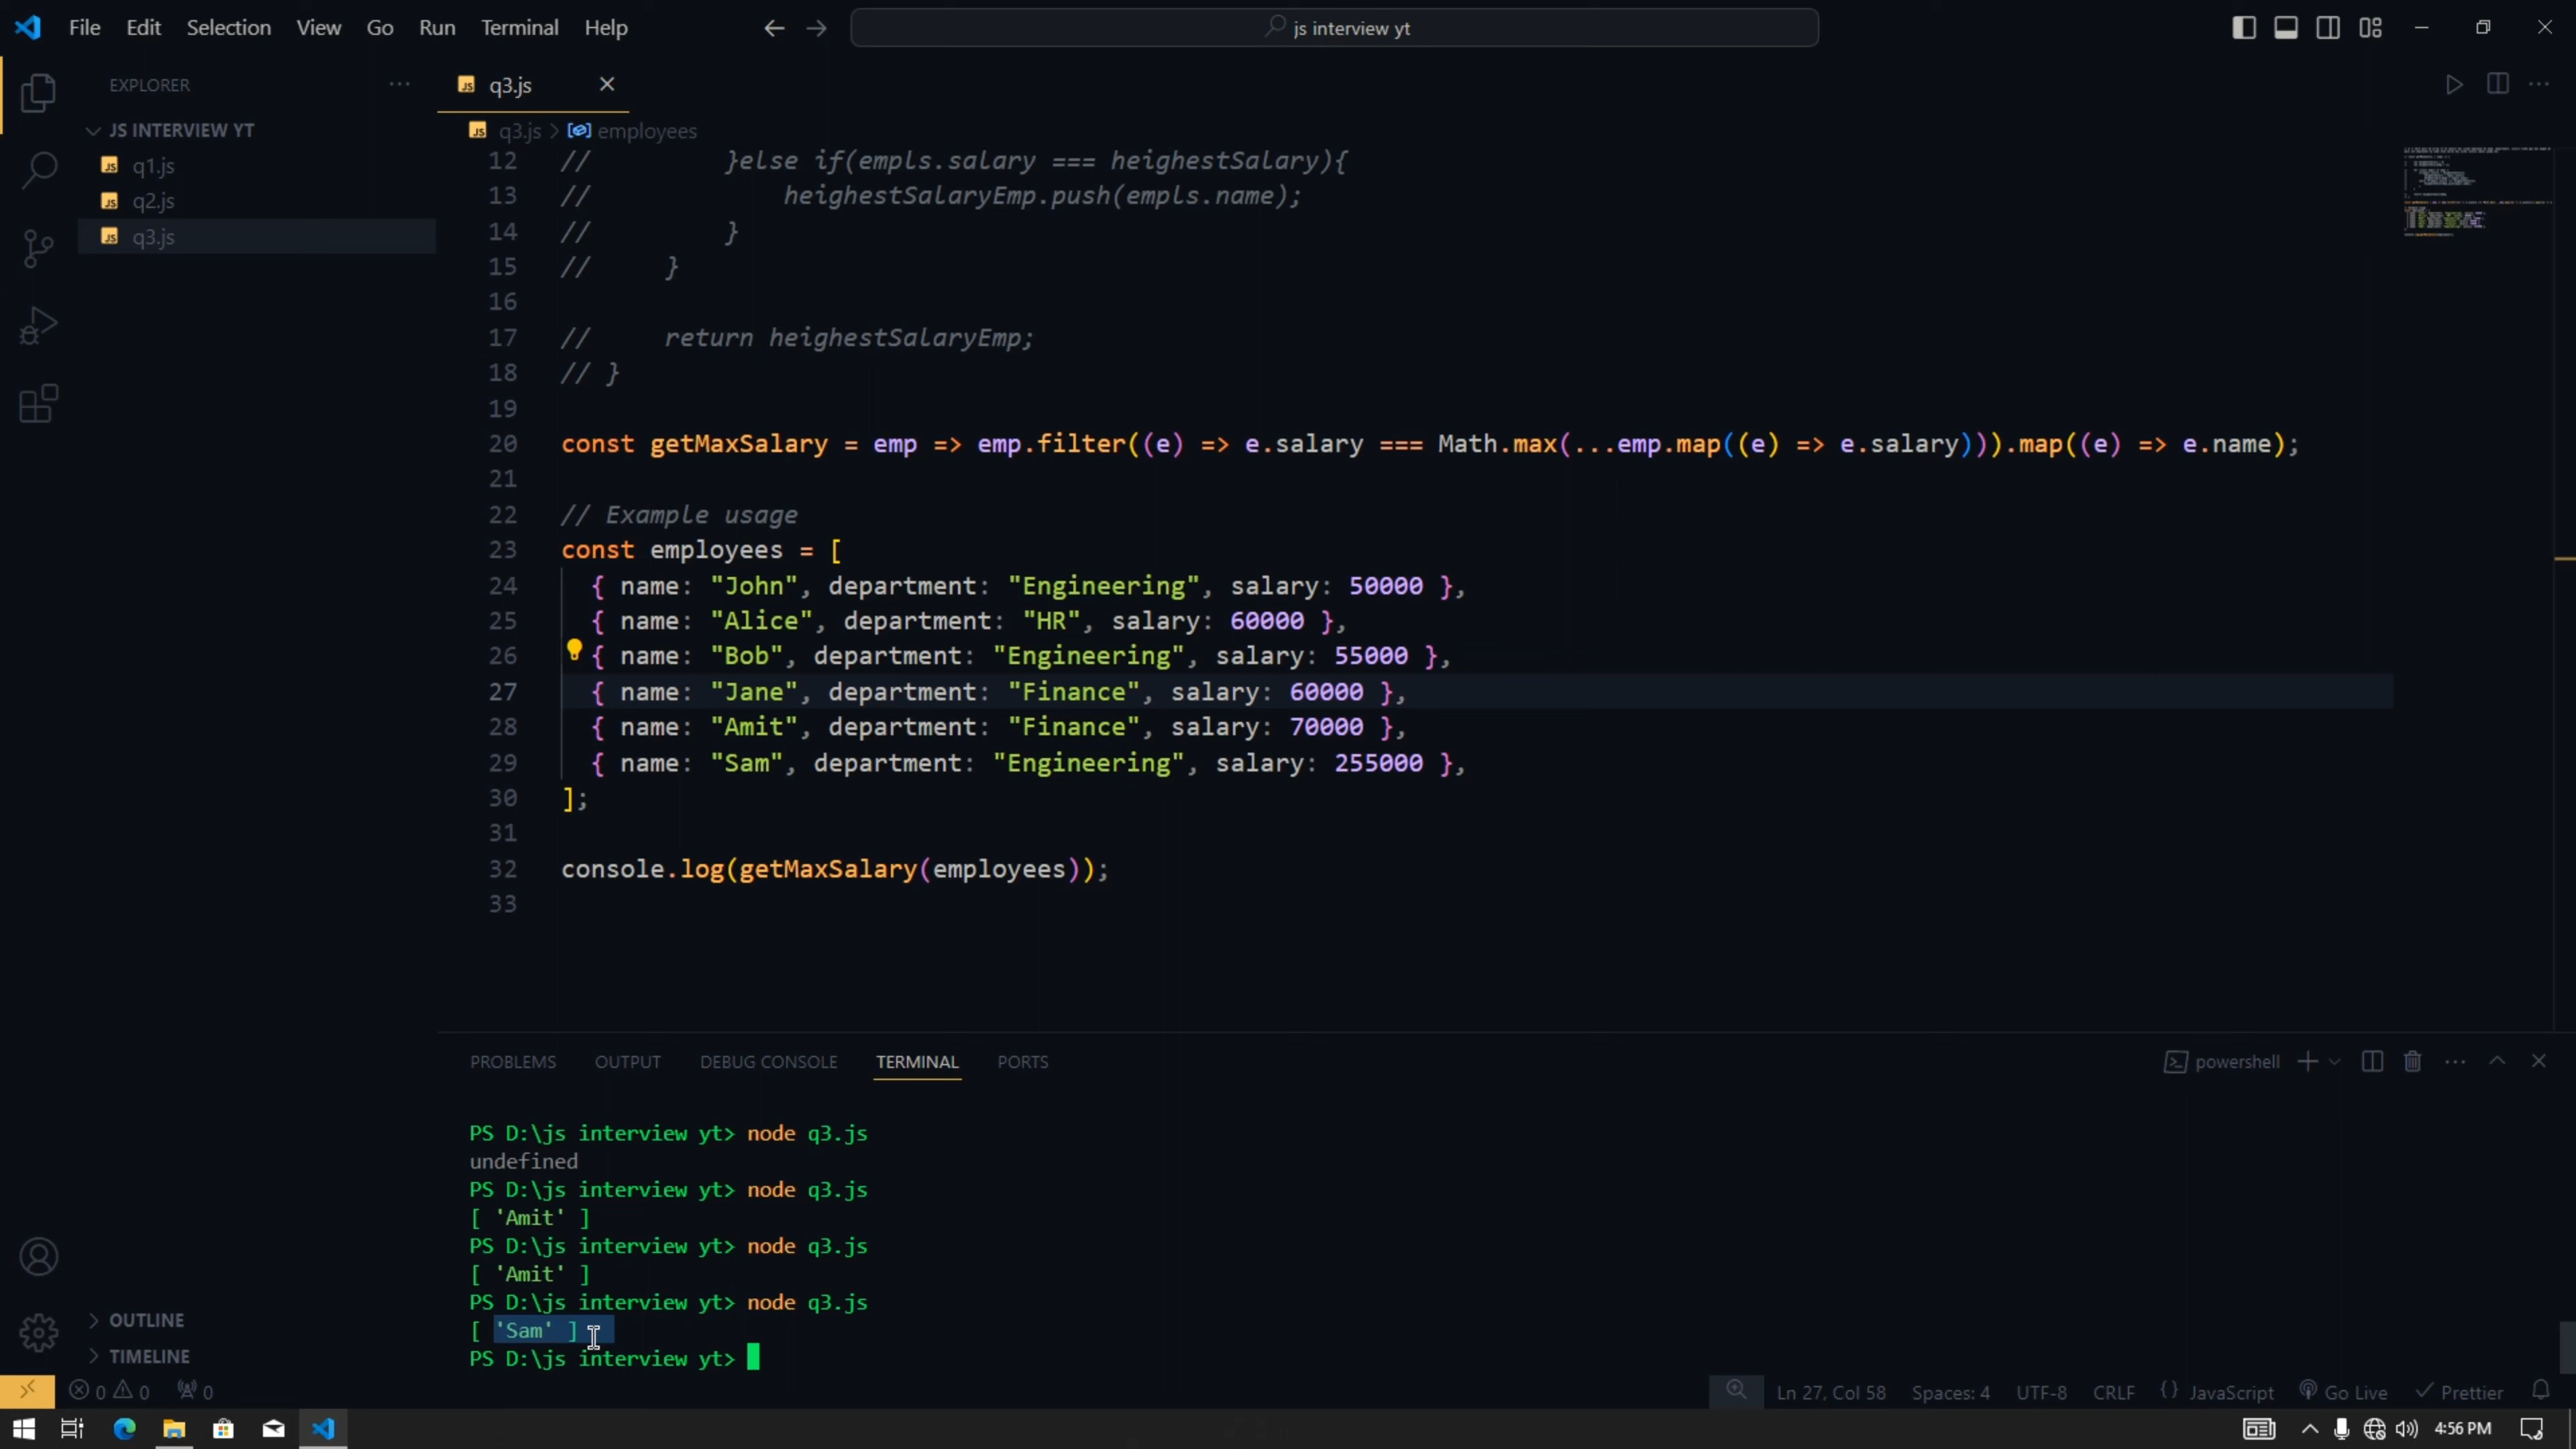 File Edit Selection View Go Run Terminal Help
js interview yt
EXPLORER
JS INTERVIEW YT
q1.js
q2.js
q3.js
OUTLINE
TIMELINE
q3.js
q3.js > employees
12 // }else if(empls.salary === heighestSalary){
13 // heighestSalaryEmp.push(empls.name);
14 // }
15 // }
16
17 // return heighestSalaryEmp;
18 // }
19
20 const getMaxSalary = emp => emp.filter((e) => e.salary === Math.max(...emp.map((e) => e.salary))).map((e) => e.name);
21
22 // Example usage
23 const employees = [
24 { name: "John", department: "Engineering", salary: 50000 },
25 { name: "Alice", department: "HR", salary: 60000 },
26 { name: "Bob", department: "Engineering", salary: 55000 },
27 { name: "Jane", department: "Finance", salary: 60000 },
28 { name: "Amit", department: "Finance", salary: 70000 },
29 { name: "Sam", department: "Engineering", salary: 255000 },
30 ];
31
32 console.log(getMaxSalary(employees));
33
PROBLEMS OUTPUT DEBUG CONSOLE TERMINAL PORTS
powershell
PS D:\js interview yt> node q3.js
undefined
PS D:\js interview yt> node q3.js
[ 'Amit' ]
PS D:\js interview yt> node q3.js
[ 'Amit' ]
PS D:\js interview yt> node q3.js
[ 'Sam' ]
PS D:\js interview yt>
0 0 0
Ln 27, Col 58 Spaces: 4 UTF-8 CRLF {} JavaScript Go Live Prettier
4:56 PM